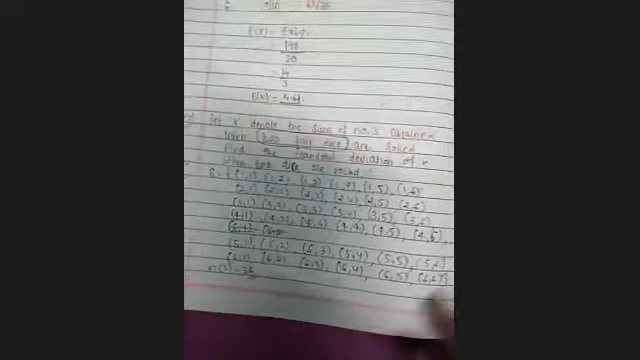 E(x) = Σxipi
140
30
14
3
E(x) = 4.67
let x denote the sum of no.s obtained
when two fair dice are rolled
Find the standard deviation of x
when two dice are rolled.
S = { (1,1) (1,2) (1,3) (1,4) (1,5), (1,6)
(2,1) (2,2) (2,3) (2,4) (2,5) (2,6)
(3,1), (3,2), (3,3), (3,4) (3,5), (3,6)
(4,1), (4,2), (4,3), (4,4), (4,5), (4,6),
(5,1), (5,2), (5,3), (5,4) (5,5) (5,6)
(6,1), (6,2), (6,3), (6,4), (6,5), (6,6)}
n(S) = 36